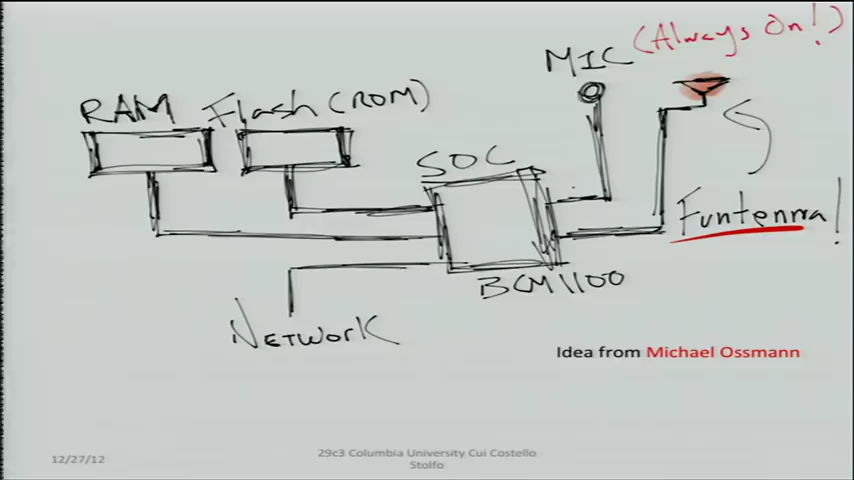 MIC (Always On!)
RAM
Flash (ROM)
SOC
Funtenna!
BCM1100
NETWORK
Idea from Michael Ossmann
12/27/12
29c3 Columbia University Cui Costello
Stolfo